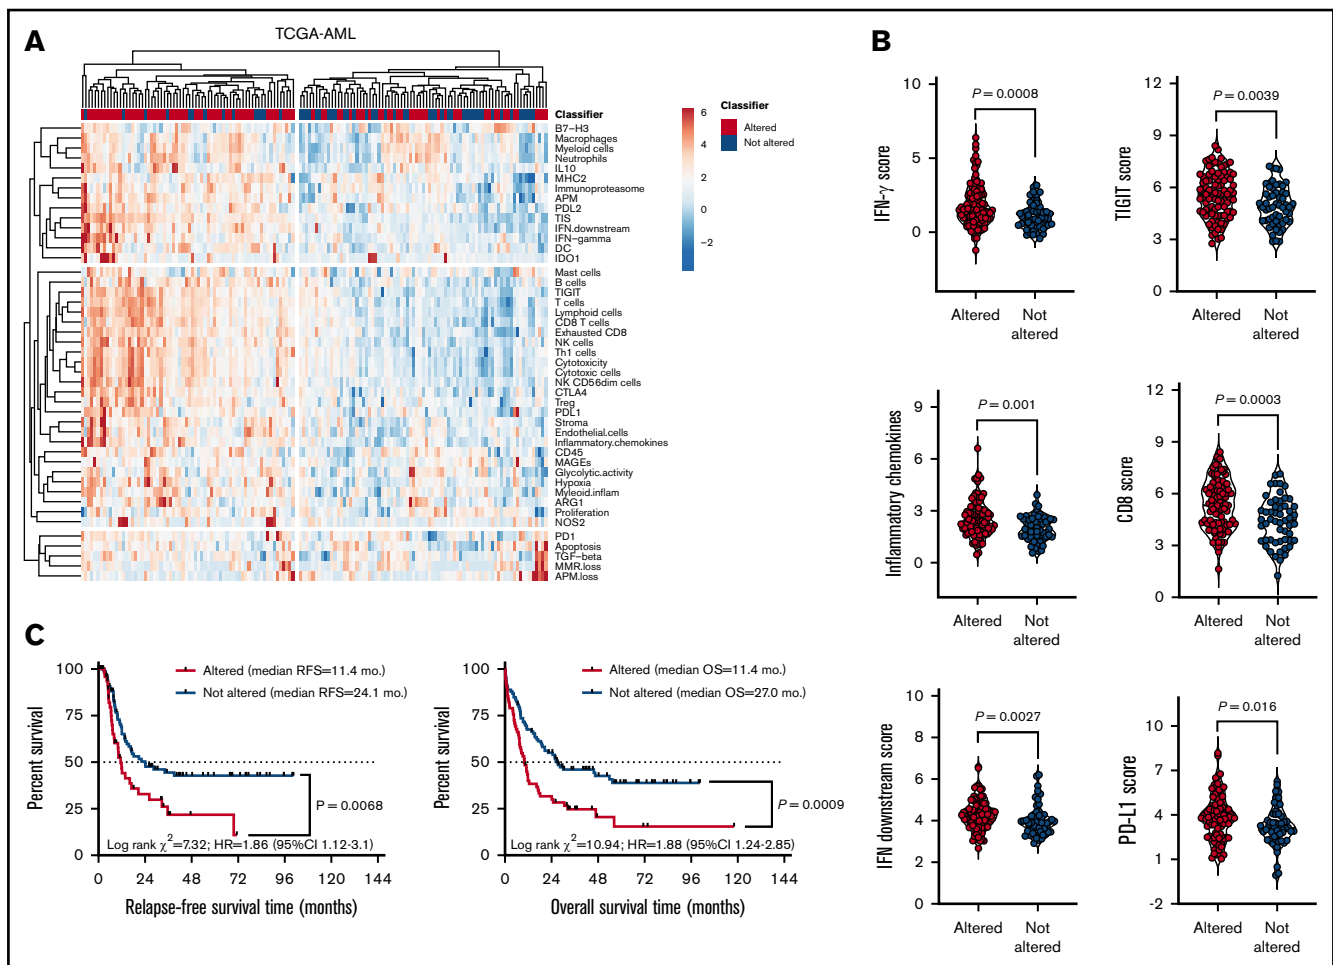 A
TCGA-AML
Classifier
B7-H3
Macrophages
Myeloid cells
Neutrophils
IL10
MHC2
Immunoproteasome
APM
PDL2
TIS
IFN.downstream
IFN-gamma
DC
IDO1
Mast cells
B cells
TIGIT
T cells
Lymphoid cells
CD8 T cells
Exhausted CD8
NK cells
Th1 cells
Cytotoxicity
Cytotoxic cells
NK CD56dim cells
CTLA4
Treg
PDL1
Stroma
Endothelial.cells
Inflammatory.chemokines
CD45
MAGEs
Glycolytic.activity
Hypoxia
Myleoid.inflam
ARG1
Proliferation
NOS2
PD1
Apoptosis
TGF-beta
MMR.loss
APM.loss
6
4
2
0
-2
Classifier
Altered
Not altered
B
10
5
0
IFN-γ score
P = 0.0008
Altered
Not
altered
12
9
6
3
0
TIGIT score
P = 0.0039
Altered
Not
altered
9
6
3
0
Inflammatory chemokines
P = 0.001
Altered
Not
altered
12
9
6
3
0
CD8 score
P = 0.0003
Altered
Not
altered
10
8
6
4
2
0
IFN downstream score
P = 0.0027
Altered
Not
altered
10
7
4
1
-2
PD-L1 score
P = 0.016
Altered
Not
altered
C
100
75
50
25
0
Percent survival
Altered (median RFS=11.4 mo.)
Not altered (median RFS=24.1 mo.)
P = 0.0068
Log rank χ²=7.32; HR=1.86 (95%CI 1.12-3.1)
0 24 48 72 96 120 144
Relapse-free survival time (months)
100
75
50
25
0
Percent survival
Altered (median OS=11.4 mo.)
Not altered (median OS=27.0 mo.)
P = 0.0009
Log rank χ²=10.94; HR=1.88 (95%CI 1.24-2.85)
0 24 48 72 96 120 144
Overall survival time (months)